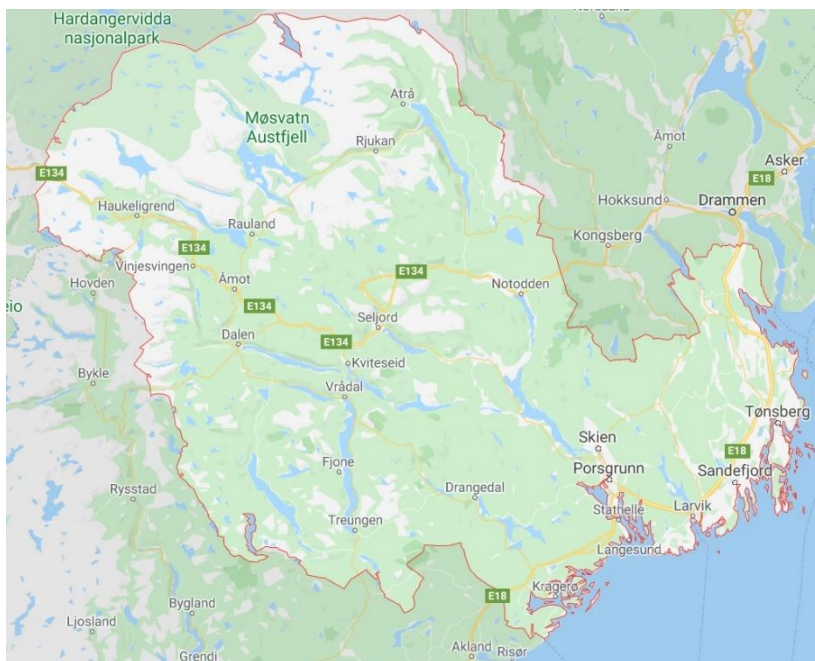 Hardangervidda
nasjonalpark
Atrå
Møsvatn
Austfjell
Åmot
Rjukan
Asker
E134
E18
Hokksund
Drammen
Haukeligrend
Rauland
Kongsberg
E134
Vinjesvingen
E134
Hovden
Åmot
Notodden
E134
Seljord
Dalen
E134
Kviteseid
Bykle
Vrådal
Tønsberg
Skien
E18
Fjone
Porsgrunn
Sandefjord
Rysstad
Drangedal
Stathelle
Larvik
Treungen
Langesund
Kragerø
E18
Bygland
Ljosland
Akland
Risør
Grendi